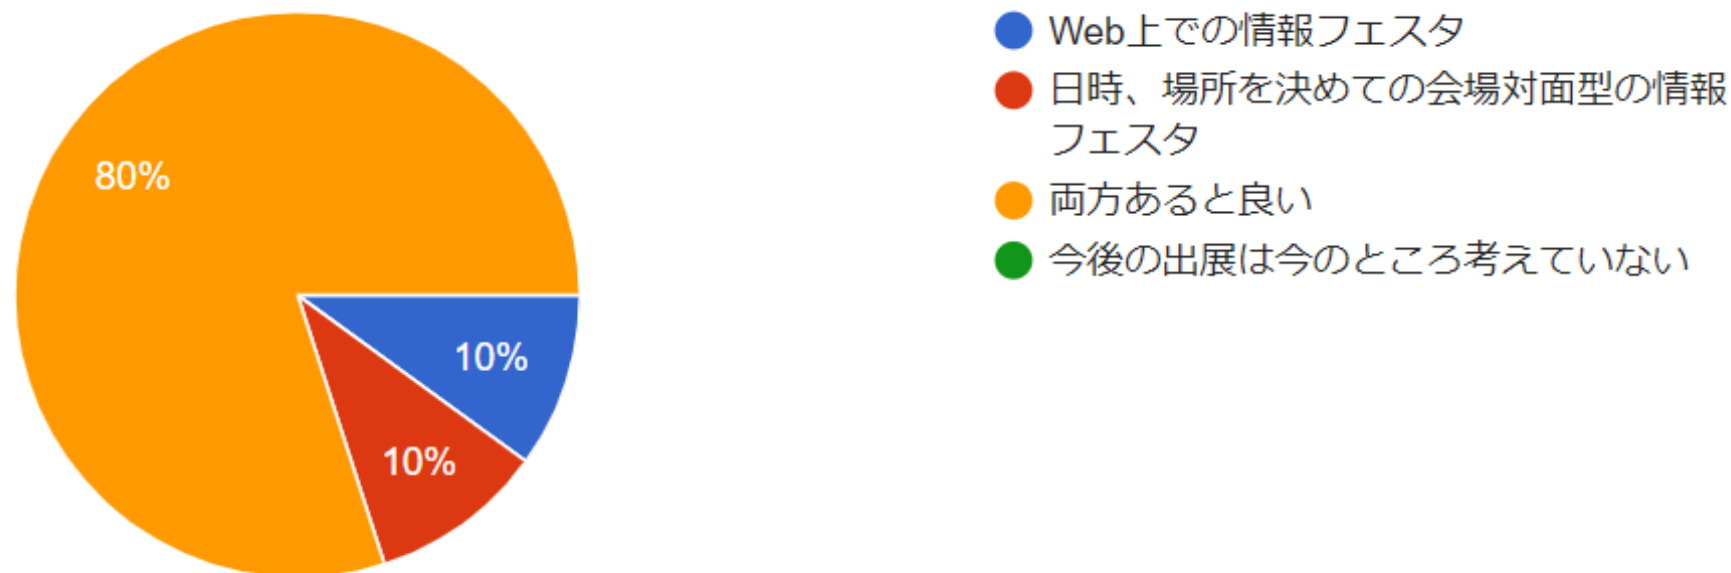 80%
10%
10%
Web上での情報フェスタ
日時、場所を決めての会場対面型の情報
フェスタ
両方あると良い
今後の出展は今のところ考えていない